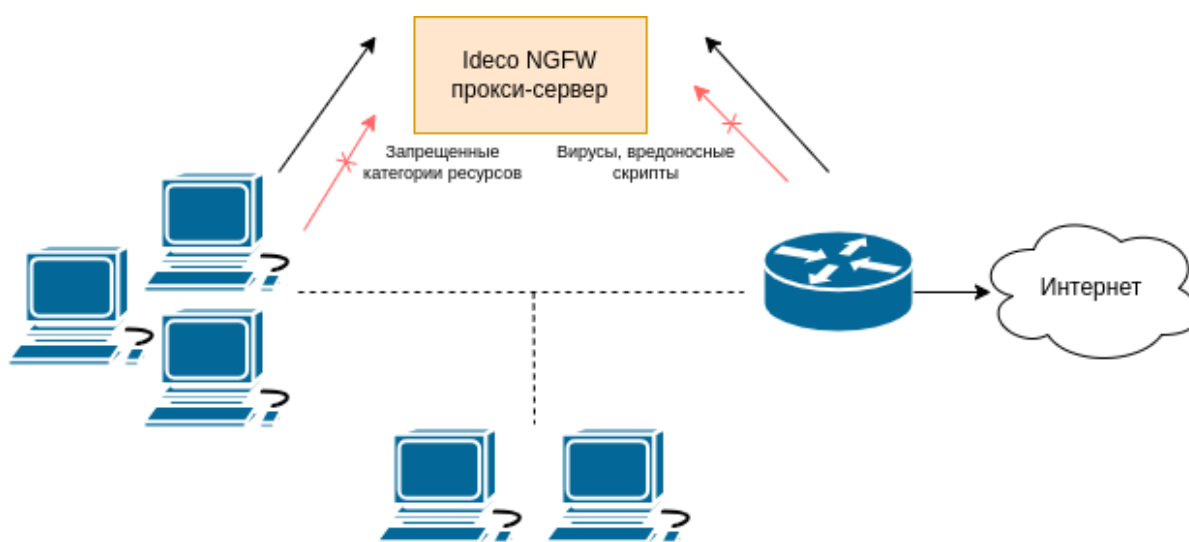 Ideco NGFW
прокси-сервер
Запрещенные
категории ресурсов
Вирусы, вредоносные
скрипты
Интернет